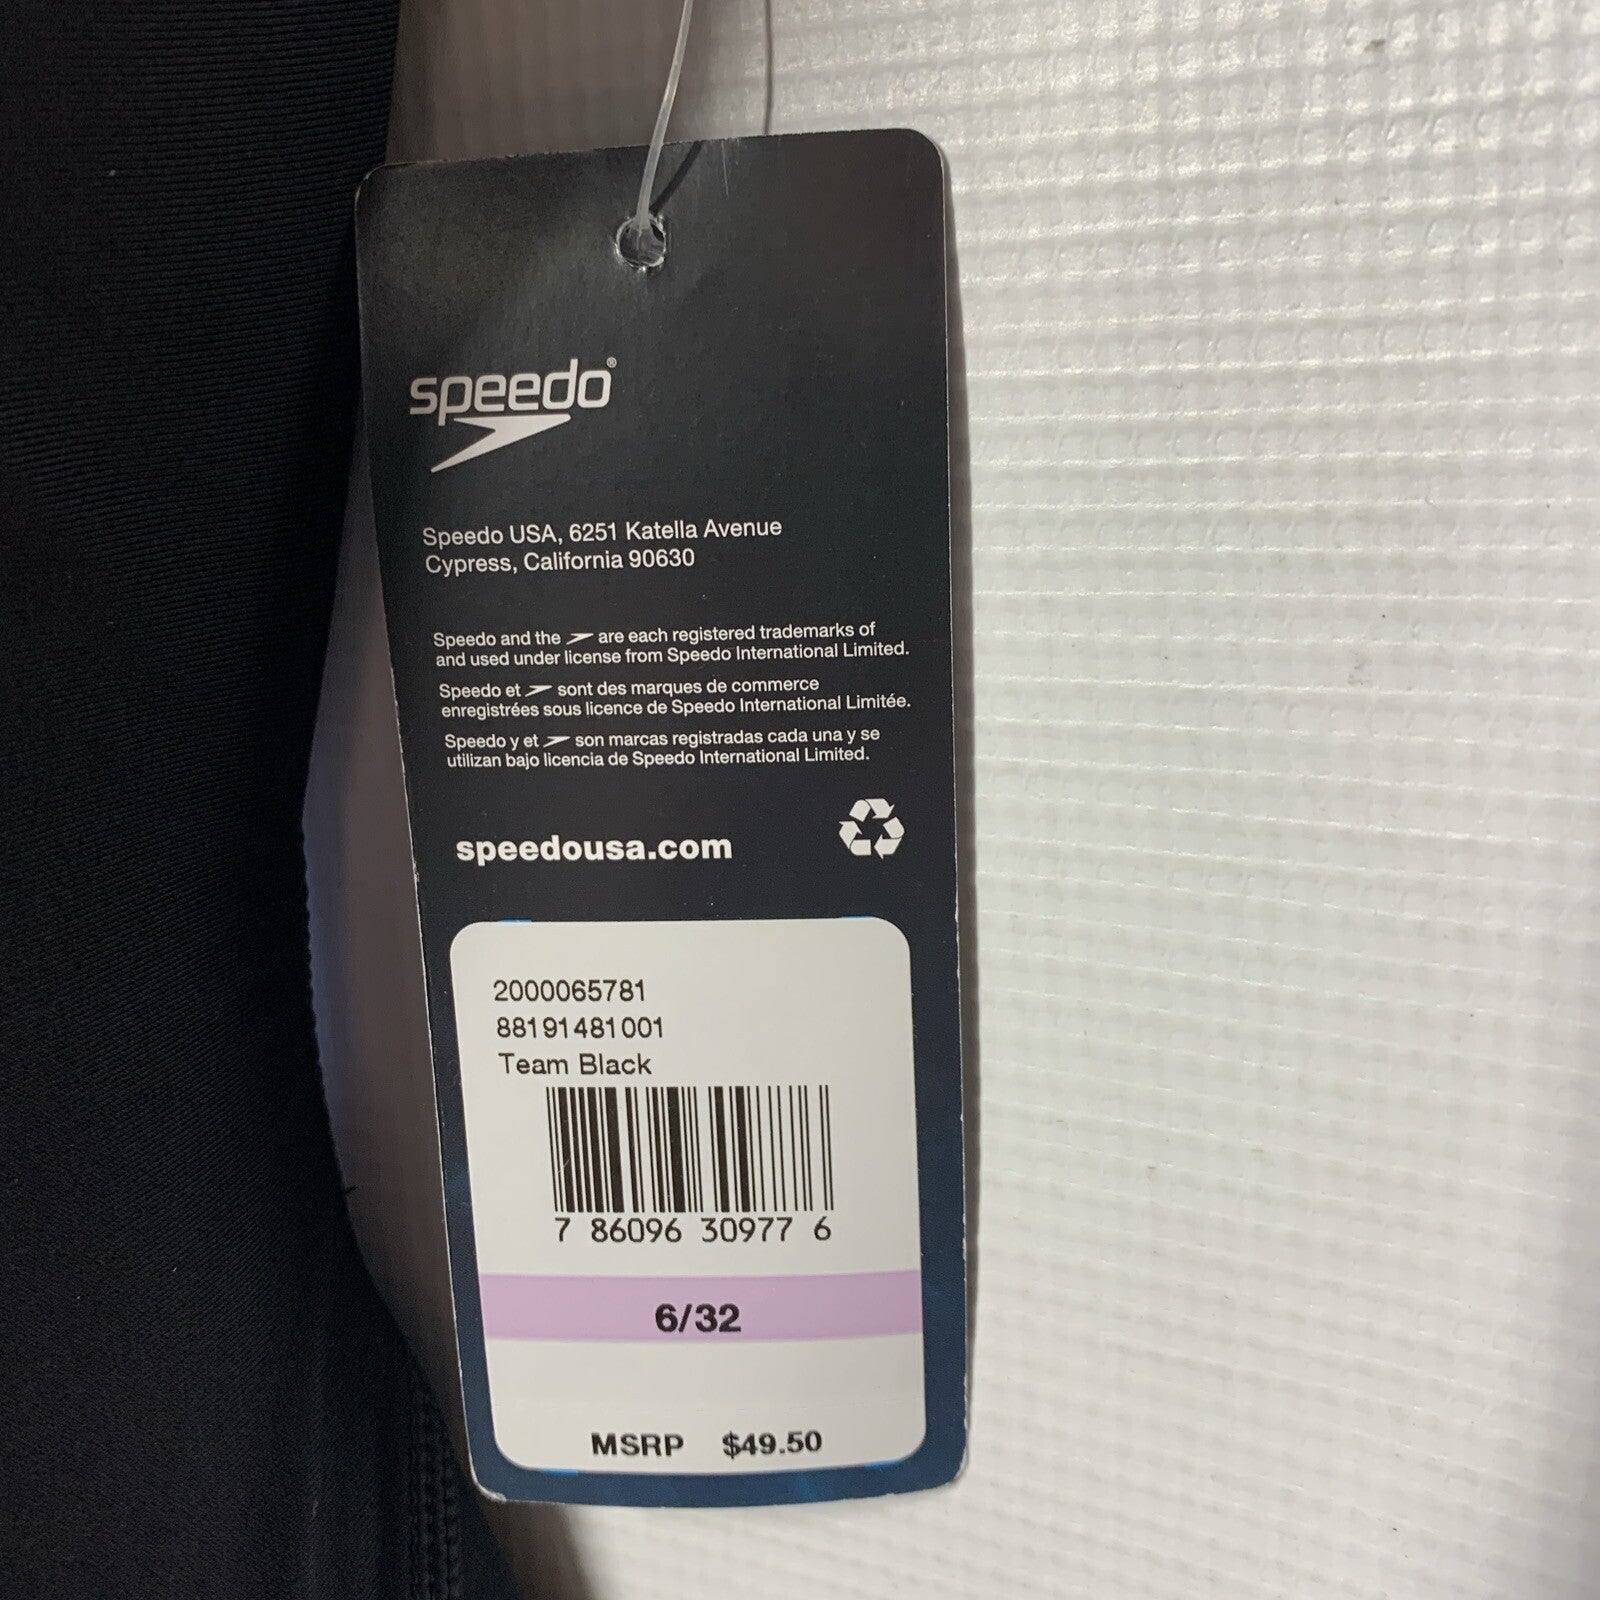 speedo®
Speedo USA, 6251 Katella Avenue
Cypress, California 90630
Speedo and the are each registered trademarks of
and used under license from Speedo International Limited.
Speedo et sont des marques de commerce
enregistrées sous licence de Speedo International Limitée.
Speedo y et son marcas registradas cada una y se
utilizan bajo licencia de Speedo International Limited.
speedousa.com
2000065781
88191481001
Team Black
7 86096 30977 6
6/32
MSRP $49.50